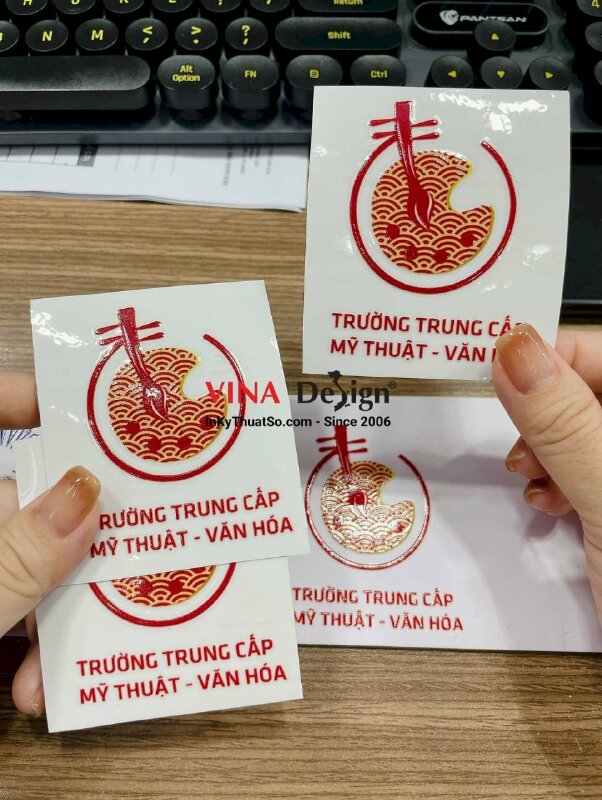 Return
B
N
M
<
,
>
.
?
/
Shift
Alt
Option
FN
Ctrl
PANTSAN
TRƯỜNG TRUNG CẤP
MỸ THUẬT - VĂN H
VINA Design®
InKyThuatSo.com - Since 2006
RƯỜNG TRUNG CẤP
MỸ THUẬT - VĂN HÓA
TRƯỜNG TRUNG CẤP
MỸ THUẬT - VĂN HÓA
TRƯỜNG TRUNG CẤP
MỸ THUẬT - VĂN HÓA